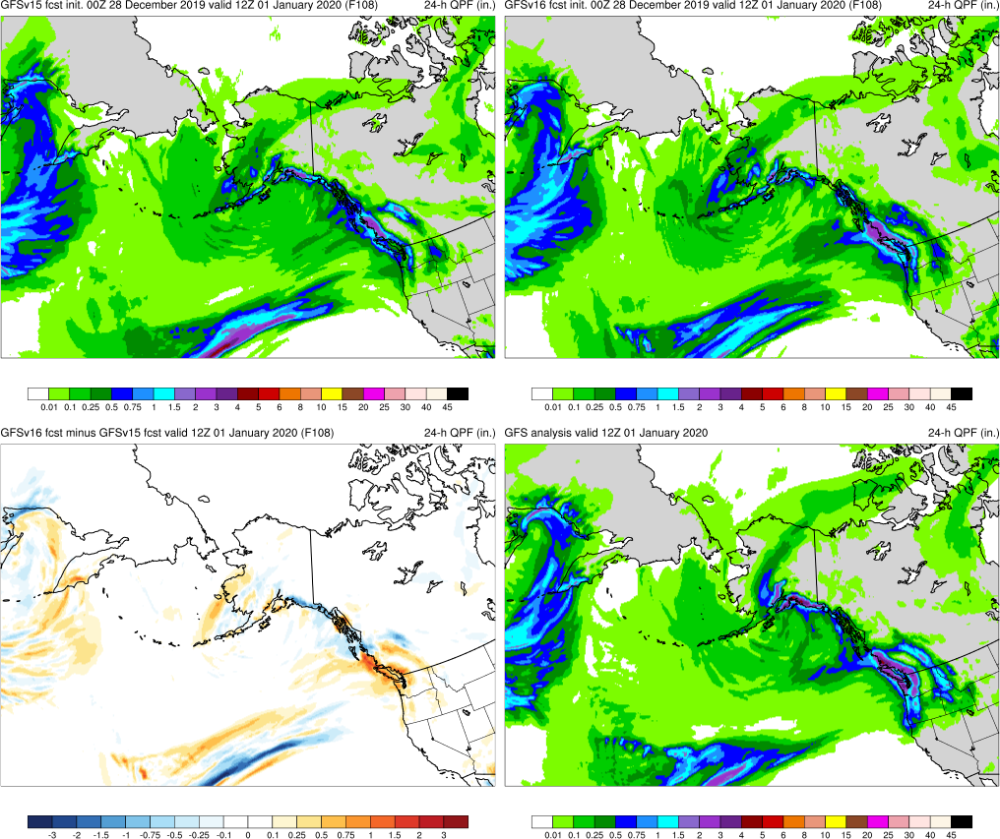 GFSv15 fcst init. 00Z 28 December 2019 valid 12Z 01 January 2020 (F108) 24-h QPF (in.)
GFSv16 fcst init. 00Z 28 December 2019 valid 12Z 01 January 2020 (F108) 24-h QPF (in.)
0.01 0.1 0.25 0.5 0.75 1 1.5 2 3 4 5 6 8 10 15 20 25 30 40 45
0.01 0.1 0.25 0.5 0.75 1 1.5 2 3 4 5 6 8 10 15 20 25 30 40 45
GFSv16 fcst minus GFSv15 fcst valid 12Z 01 January 2020 (F108) 24-h QPF (in.)
GFS analysis valid 12Z 01 January 2020 24-h QPF (in.)
-3 -2 -1.5 -1 -0.75 -0.5 -0.25 -0.1 0 0.1 0.25 0.5 0.75 1 1.5 2 3
0.01 0.1 0.25 0.5 0.75 1 1.5 2 3 4 5 6 8 10 15 20 25 30 40 45